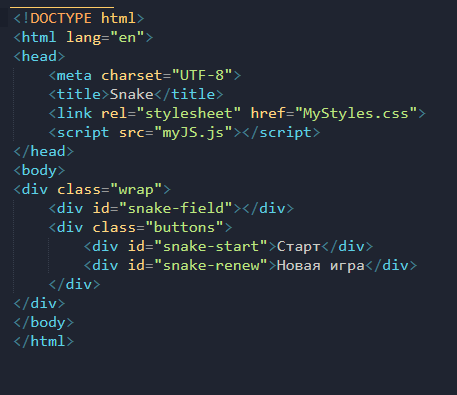 <!DOCTYPE html>
<html lang="en">
<head>
    <meta charset="UTF-8">
    <title>Snake</title>
    <link rel="stylesheet" href="MyStyles.css">
    <script src="myJS.js"></script>
</head>
<body>
<div class="wrap">
    <div id="snake-field"></div>
    <div class="buttons">
        <div id="snake-start">Старт</div>
        <div id="snake-renew">Новая игра</div>
    </div>
</div>
</body>
</html>